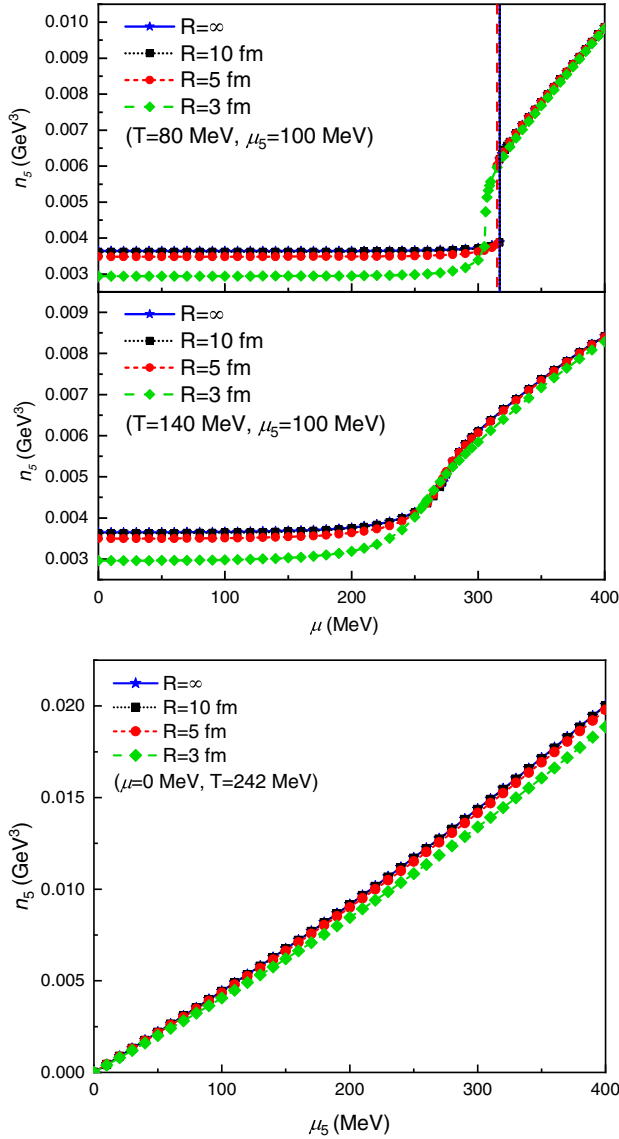 0.010
0.009
0.008
0.007
0.006
0.005
0.004
0.003
n5 (GeV³)
R=∞
R=10 fm
R=5 fm
R=3 fm
(T=80 MeV, μ5=100 MeV)
0.009
0.008
0.007
0.006
0.005
0.004
0.003
n5 (GeV³)
R=∞
R=10 fm
R=5 fm
R=3 fm
(T=140 MeV, μ5=100 MeV)
0 100 200 300 400
μ (MeV)
0.020
0.015
0.010
0.005
0.000
n5 (GeV³)
R=∞
R=10 fm
R=5 fm
R=3 fm
(μ=0 MeV, T=242 MeV)
0 100 200 300 400
μ5 (MeV)